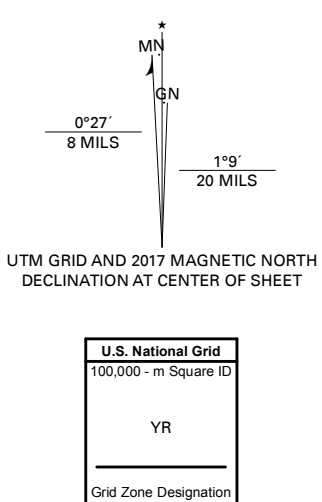 ★
MN
GN
0°27´
8 MILS
1°9´
20 MILS
UTM GRID AND 2017 MAGNETIC NORTH
DECLINATION AT CENTER OF SHEET
U.S. National Grid
100,000 - m Square ID
YR
Grid Zone Designation